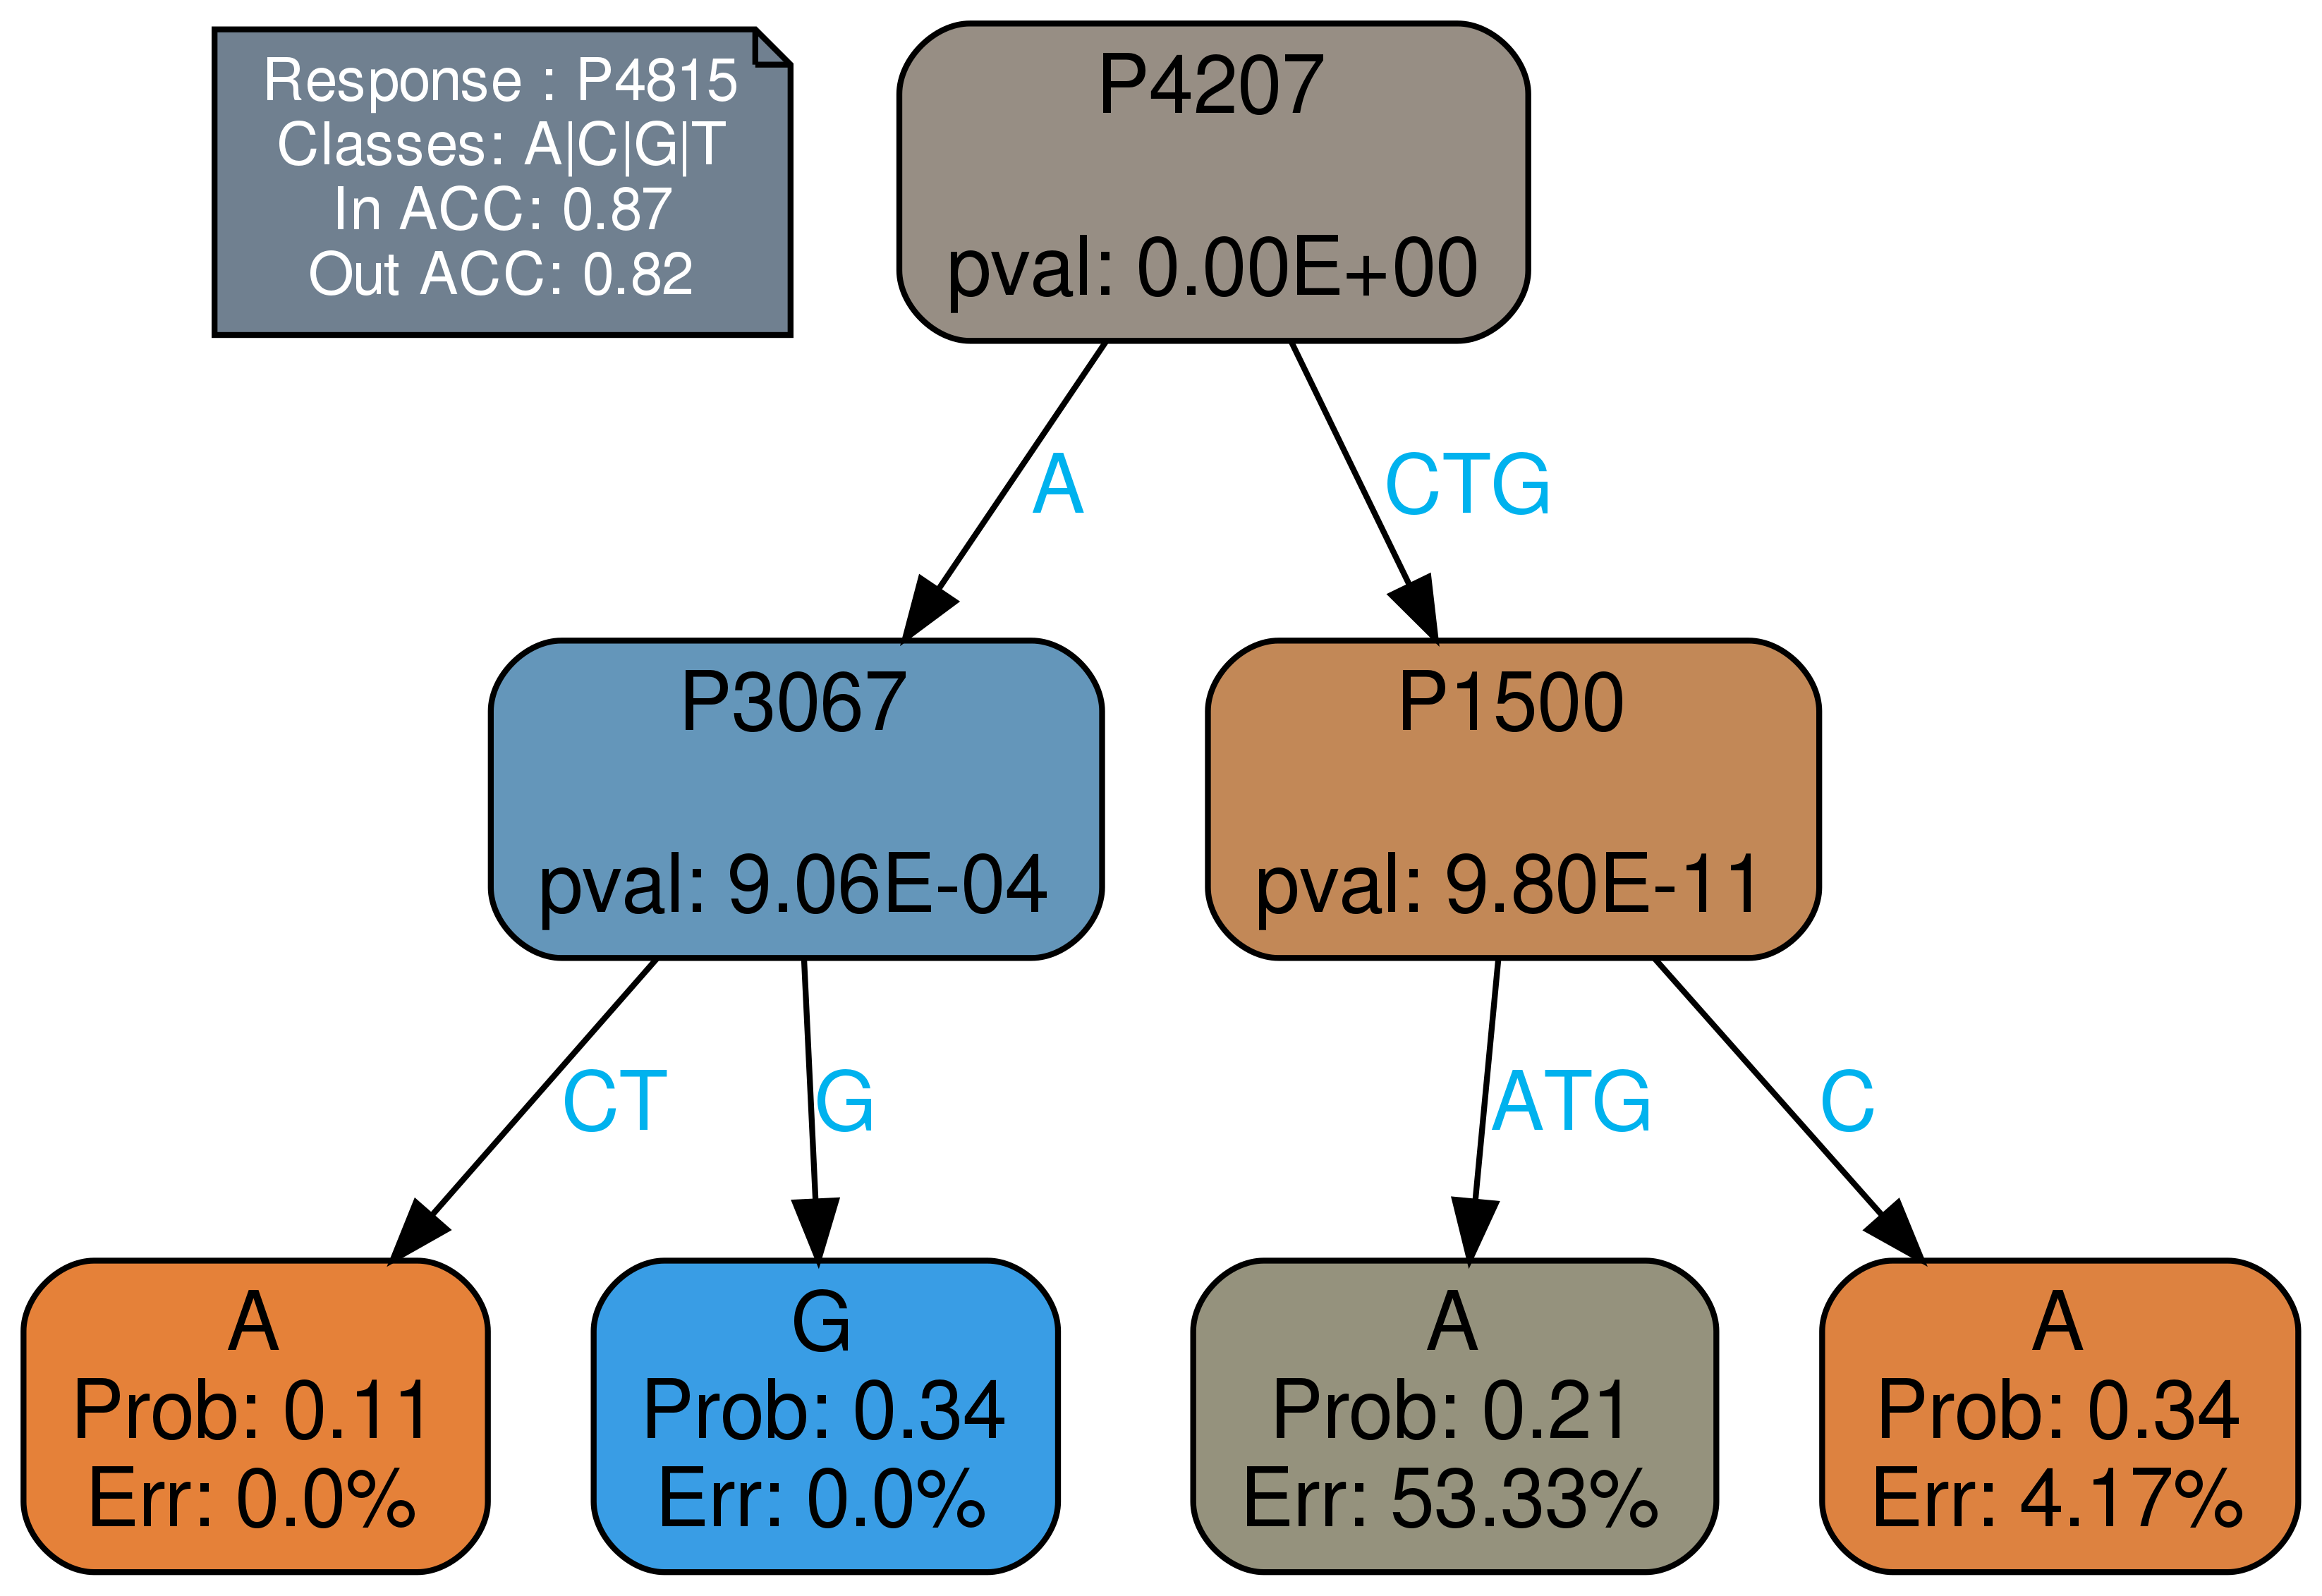 Response : P4815
Classes: A|C|G|T
In ACC: 0.87
Out ACC: 0.82
P4207
pval: 0.00E+00
A
CTG
P3067
pval: 9.06E-04
P1500
pval: 9.80E-11
CT
G
ATG
C
A
Prob: 0.11
Err: 0.0%
G
Prob: 0.34
Err: 0.0%
A
Prob: 0.21
Err: 53.33%
A
Prob: 0.34
Err: 4.17%